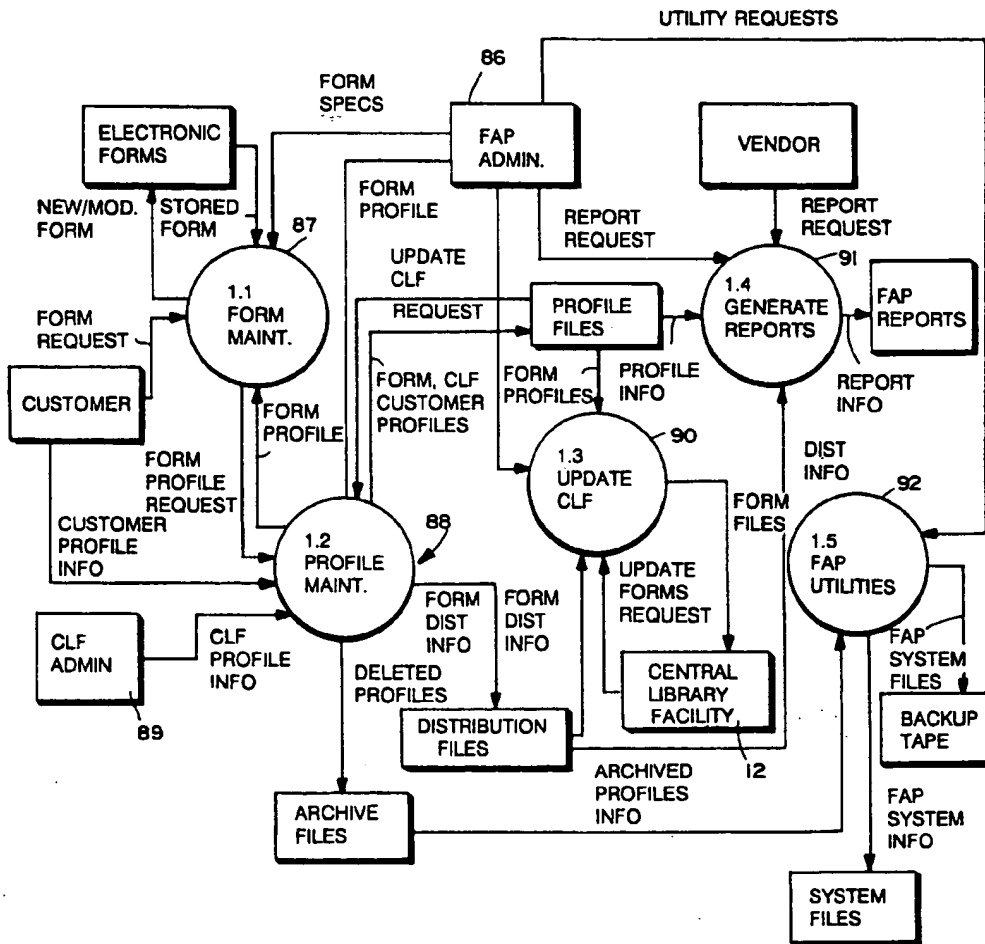 UTILITY REQUESTS
86
FORM
SPECS
ELECTRONIC
FORMS
FAP
ADMIN.
VENDOR
NEW/MOD.
FORM
STORED
FORM
87
FORM
PROFILE
REPORT
REQUEST
REPORT
REQUEST
91
1.1
FORM
MAINT.
UPDATE
CLF
REQUEST
PROFILE
FILES
1.4
GENERATE
REPORTS
FAP
REPORTS
FORM
REQUEST
CUSTOMER
FORM
PROFILE
FORM, CLF
CUSTOMER
PROFILES
FORM
PROFILES
PROFILE
INFO
REPORT
INFO
FORM
PROFILE
REQUEST
90
1.3
UPDATE
CLF
FORM
FILES
DIST
INFO
92
CUSTOMER
PROFILE
INFO
1.2
PROFILE
MAINT.
88
1.5
FAP
UTILITIES
UPDATE
FORMS
REQUEST
CLF
ADMIN
89
CLF
PROFILE
INFO
FORM
DIST
INFO
FORM
DIST
INFO
DELETED
PROFILES
FAP
SYSTEM
FILES
CENTRAL
LIBRARY
FACILITY
12
DISTRIBUTION
FILES
BACKUP
TAPE
ARCHIVE
FILES
ARCHIVED
PROFILES
INFO
FAP
SYSTEM
INFO
SYSTEM
FILES